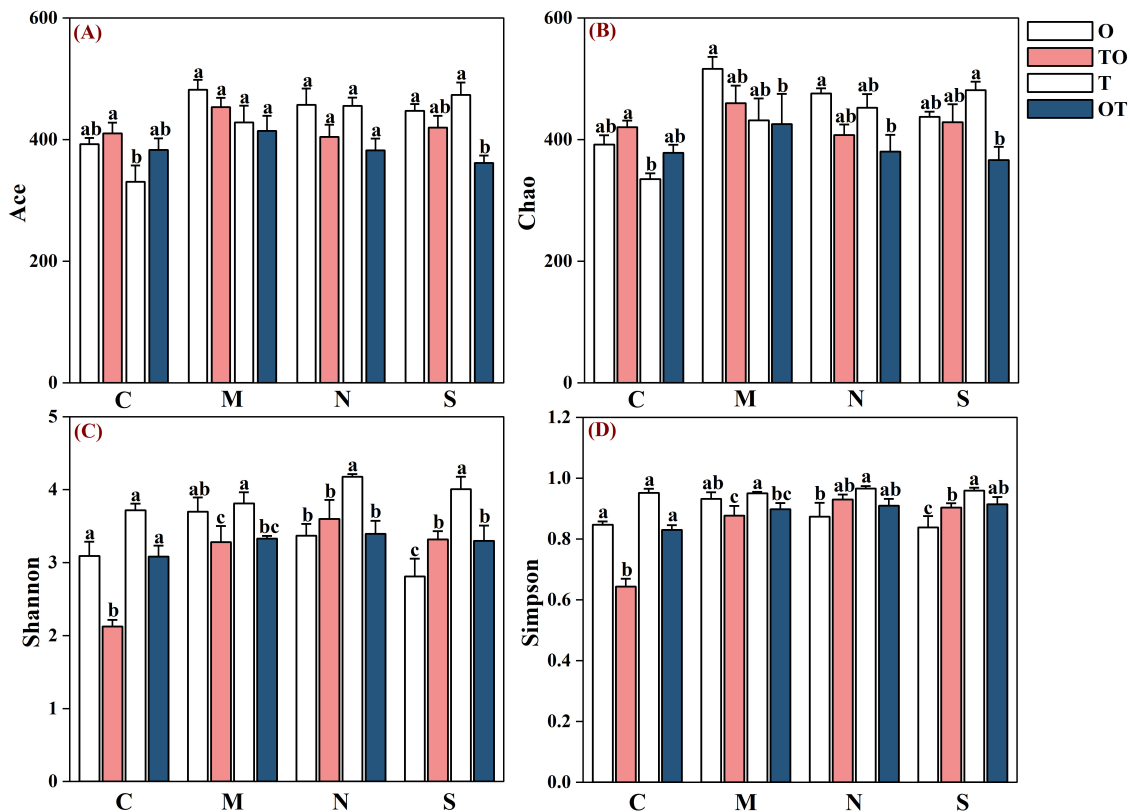 (A)
600
400
200
0
Ace
ab a b ab
a a a a
a a a a
a ab a b
C M N S
(B)
600
400
200
0
Chao
ab a b ab
a ab ab b
a ab ab b
ab ab a b
C M N S
O
TO
T
OT
(C)
5
4
3
2
1
0
Shannon
a b a a
ab c a bc
b b a b
c b a b
C M N S
(D)
1.2
1.0
0.8
0.6
0.4
0.2
0.0
Simpson
a b a b
ab c a bc
b ab a ab
c b a ab
C M N S